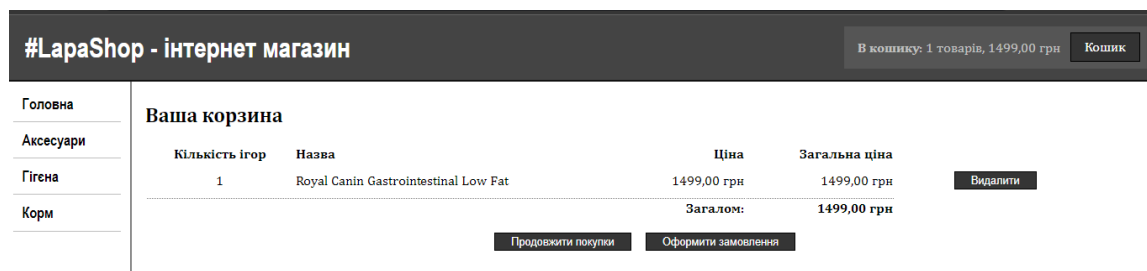 #LapaShop - інтернет магазин
В кошику: 1 товарів, 1499,00 грн Кошик
Головна
Аксесуари
Гігєна
Корм
Ваша корзина
Кількість ігор Назва Ціна Загальна ціна
1 Royal Canin Gastrointestinal Low Fat 1499,00 грн 1499,00 грн Видалити
Загалом: 1499,00 грн
Продовжити покупки Оформити замовлення